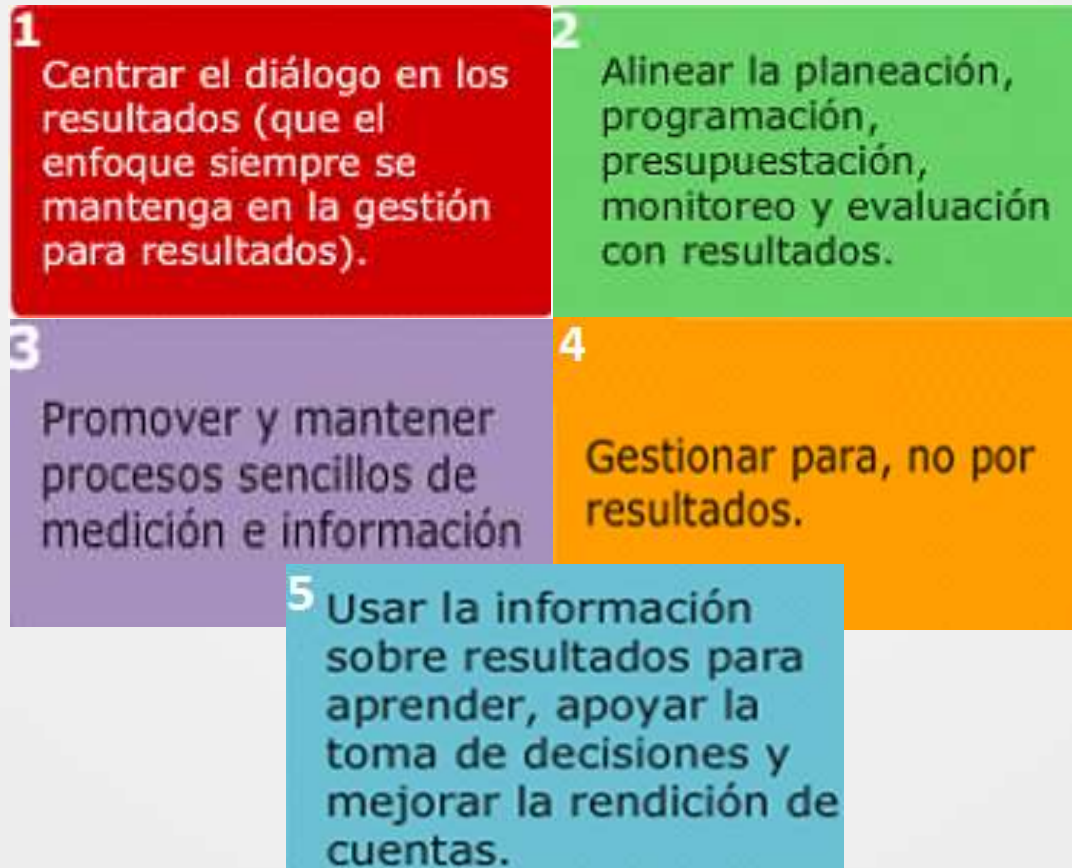 1
Centrar el diálogo en los
resultados (que el
enfoque siempre se
mantenga en la gestión
para resultados).
2
Alinear la planeación,
programación,
presupuestación,
monitoreo y evaluación
con resultados.
3
Promover y mantener
procesos sencillos de
medición e información
4
Gestionar para, no por
resultados.
5
Usar la información
sobre resultados para
aprender, apoyar la
toma de decisiones y
mejorar la rendición de
cuentas.